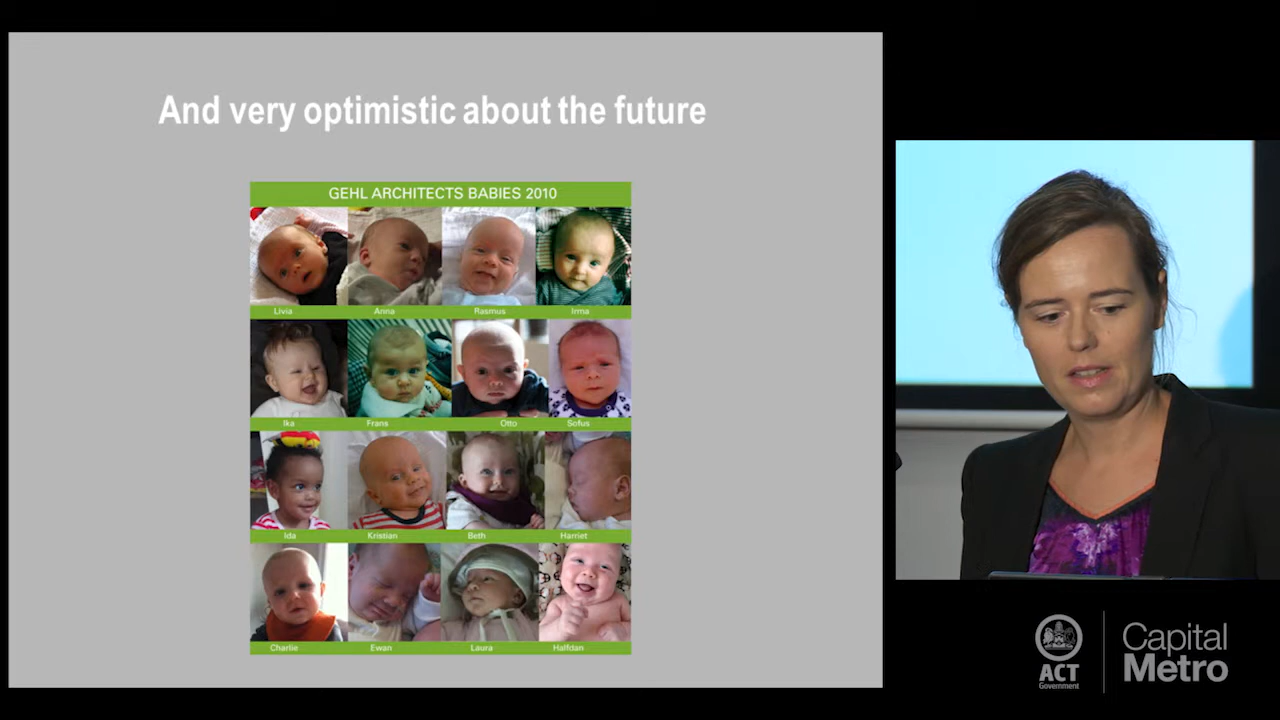 And very optimistic about the future
GEHL ARCHITECTS BABIES 2010
Livia Anna Rasmus Irma
Ika Frans Otto Sofus
Ida Kristian Beth Harriet
Charlie Ewan Laura Halfdan
ACT
Government
Capital
Metro